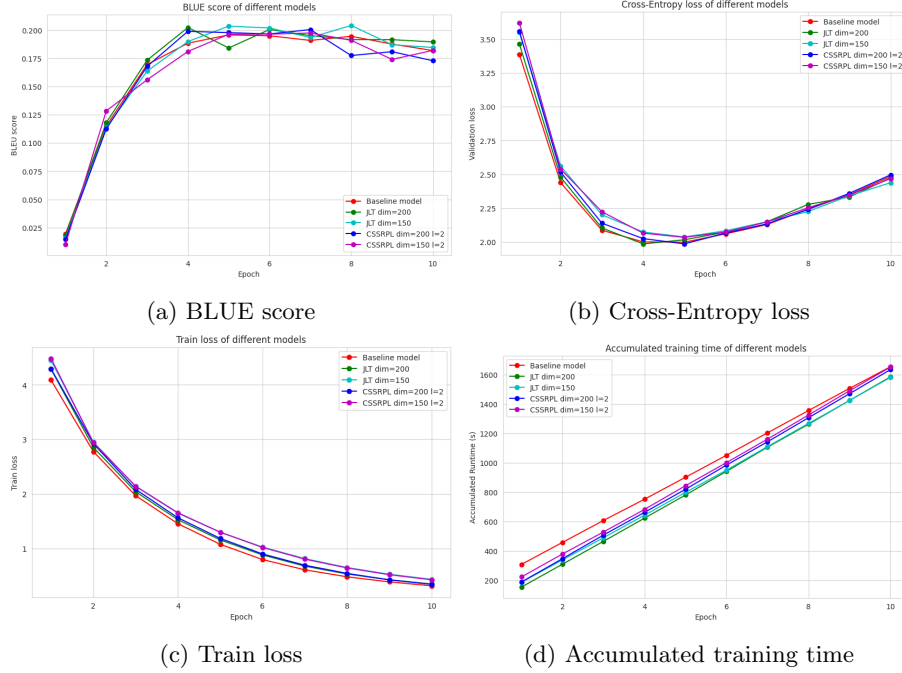 BLUE score of different models
0.200
0.175
0.150
0.125
0.100
0.075
0.050
0.025
BLEU score
Baseline model
JLT dim=200
JLT dim=150
CSSRPL dim=200 l=2
CSSRPL dim=150 l=2
2 4 6 8 10
Epoch
(a) BLUE score
Cross-Entropy loss of different models
3.50
3.25
3.00
2.75
2.50
2.25
2.00
Validation loss
Baseline model
JLT dim=200
JLT dim=150
CSSRPL dim=200 l=2
CSSRPL dim=150 l=2
2 4 6 8 10
Epoch
(b) Cross-Entropy loss
Train loss of different models
4
3
2
1
Train loss
Baseline model
JLT dim=200
JLT dim=150
CSSRPL dim=200 l=2
CSSRPL dim=150 l=2
2 4 6 8 10
Epoch
(c) Train loss
Accumulated training time of different models
1600
1400
1200
1000
800
600
400
200
Accumulated Runtime (s)
Baseline model
JLT dim=200
JLT dim=150
CSSRPL dim=200 l=2
CSSRPL dim=150 l=2
2 4 6 8 10
Epoch
(d) Accumulated training time